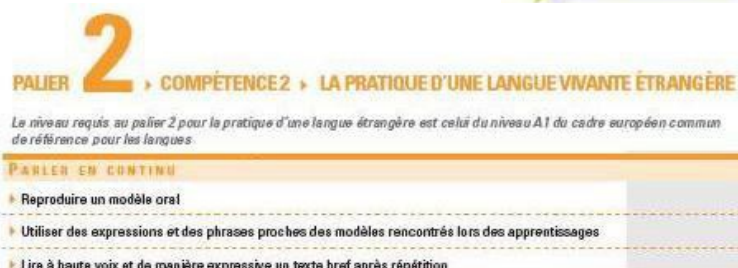 PALIER 2 ▸ COMPÉTENCE 2 ▸ LA PRATIQUE D'UNE LANGUE VIVANTE ÉTRANGÈRE
Le niveau requis au palier 2 pour la pratique d'une langue étrangère est celui du niveau A1 du cadre européen commun
de référence pour les langues
PARLER EN CONTINU
▸ Reproduire un modèle oral
▸ Utiliser des expressions et des phrases proches des modèles rencontrés lors des apprentissages
▸ Lire à haute voix et de manière expressive un texte bref après répétition